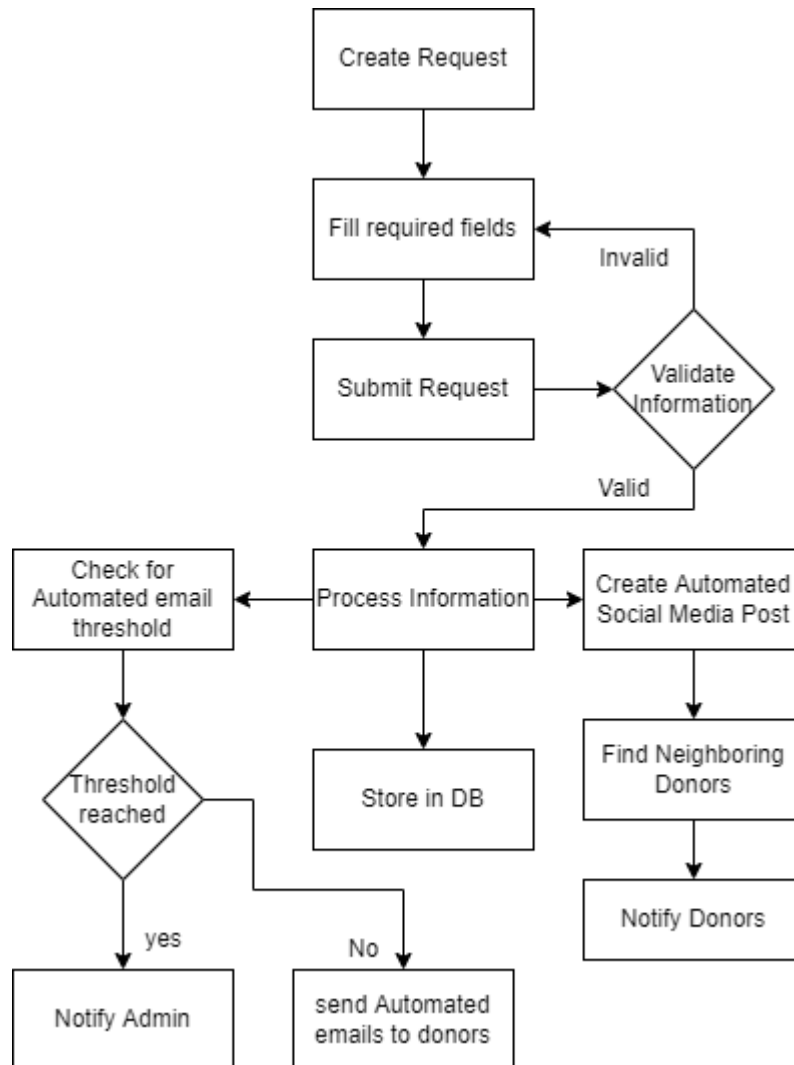 Create Request
Fill required fields
Invalid
Submit Request
Validate
Information
Valid
Check for
Automated email
threshold
Process Information
Create Automated
Social Media Post
Threshold
reached
Store in DB
Find Neighboring
Donors
Notify Donors
yes
No
Notify Admin
send Automated
emails to donors